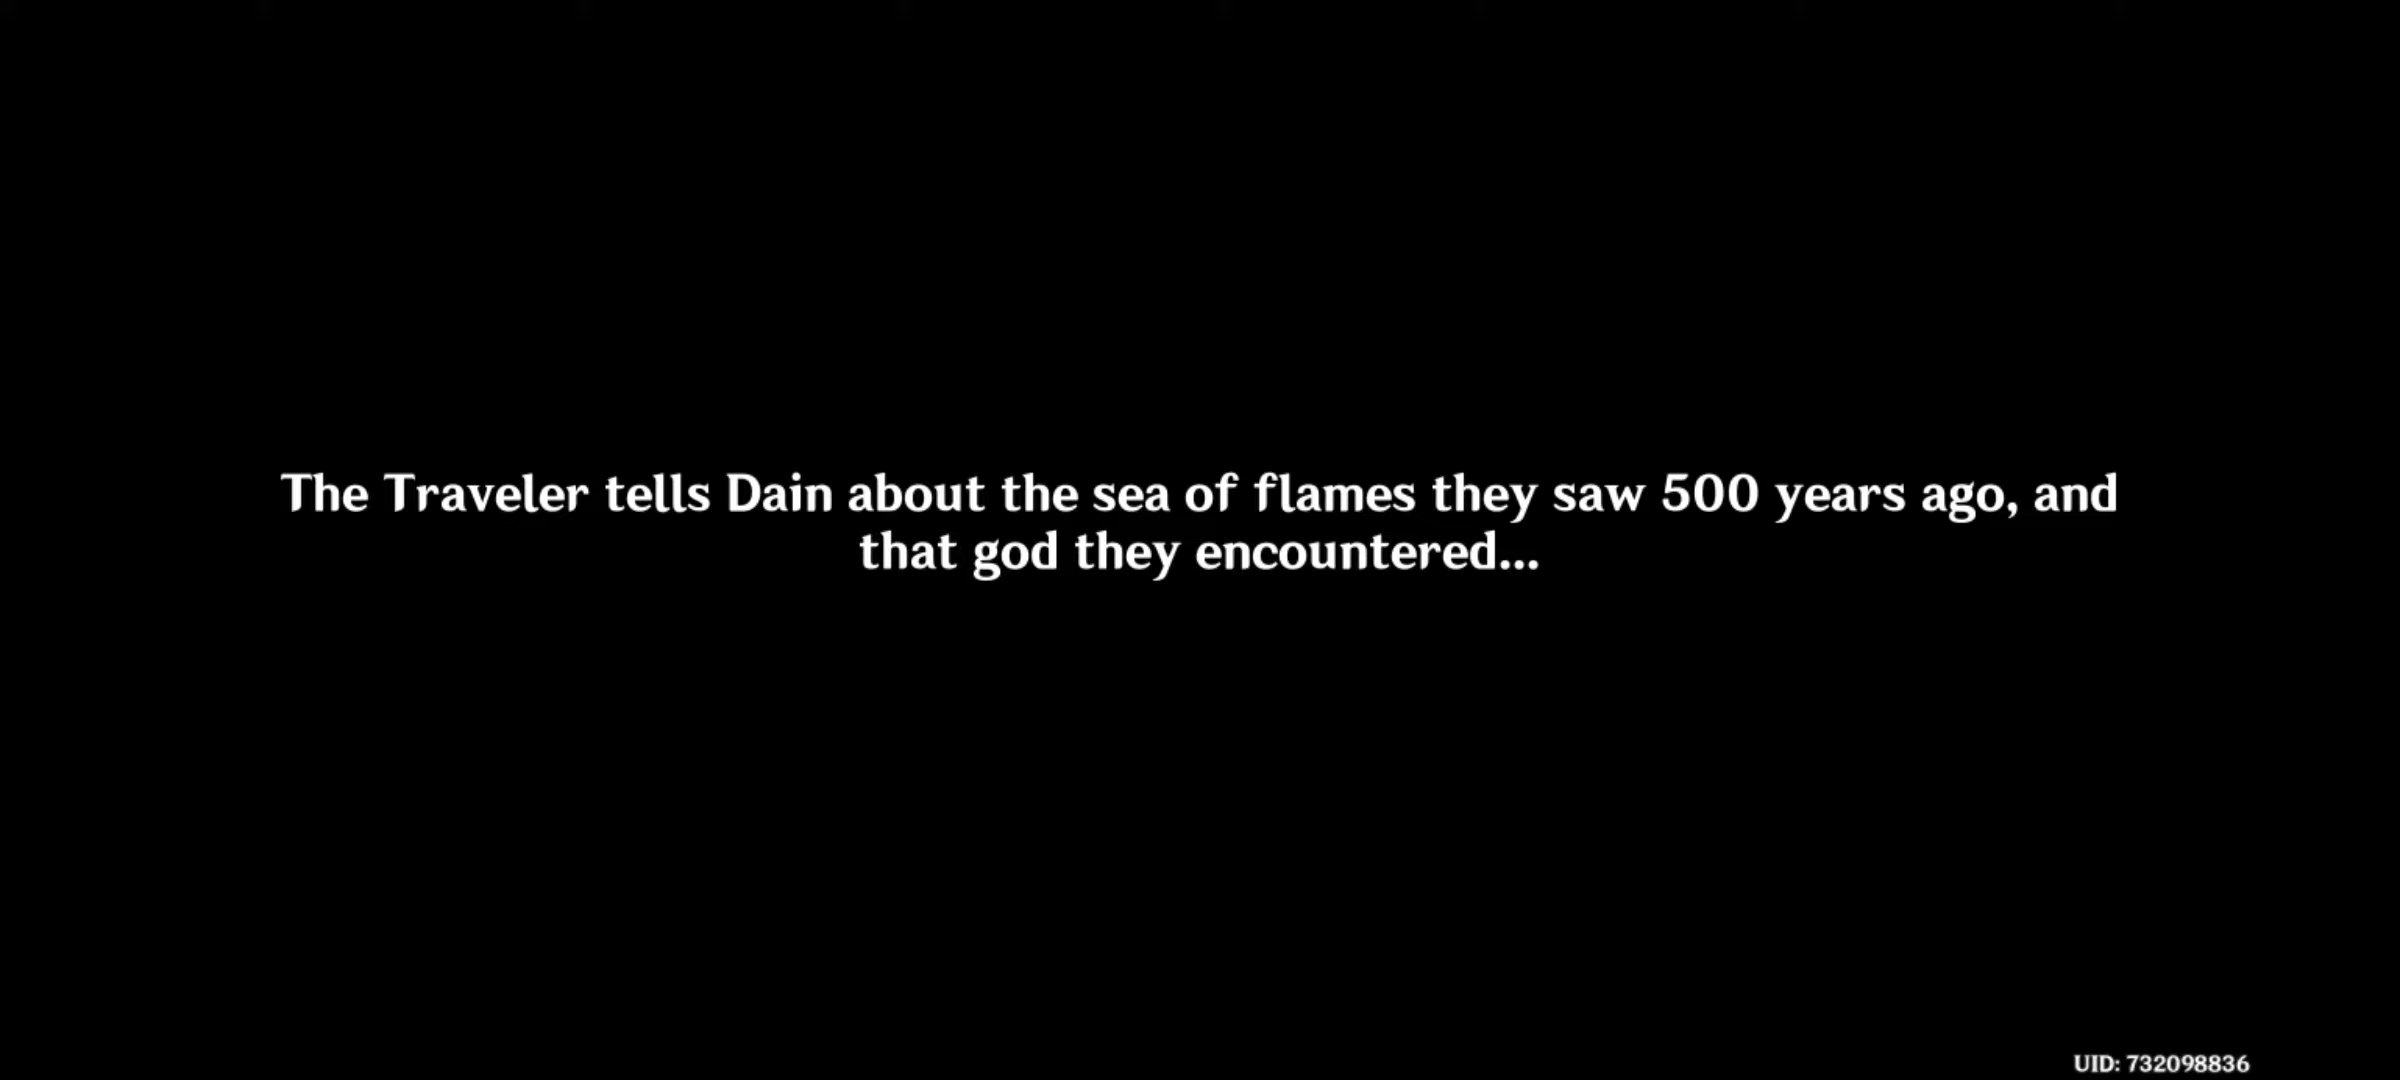 The Traveler tells Dain about the sea of flames they saw 500 years ago, and
that god they encountered...
UID: 732098836